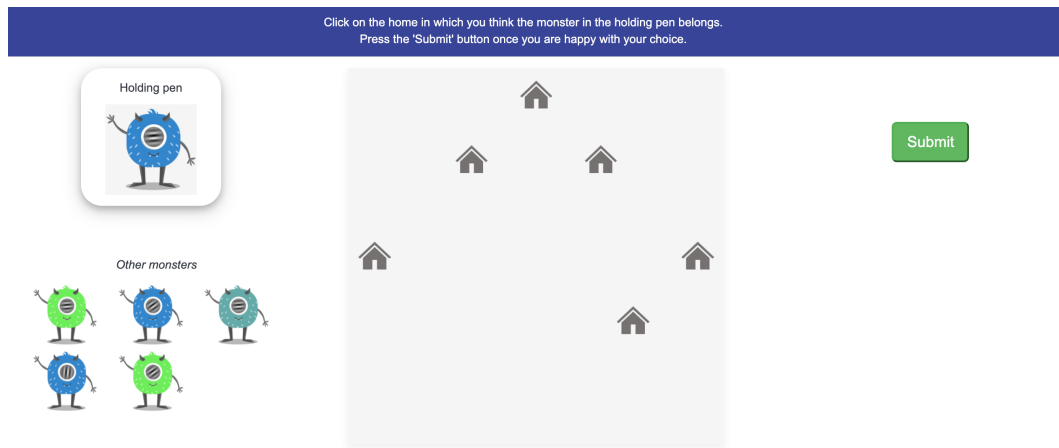 Click on the home in which you think the monster in the holding pen belongs.
Press the 'Submit' button once you are happy with your choice.
Holding pen
Submit
Other monsters